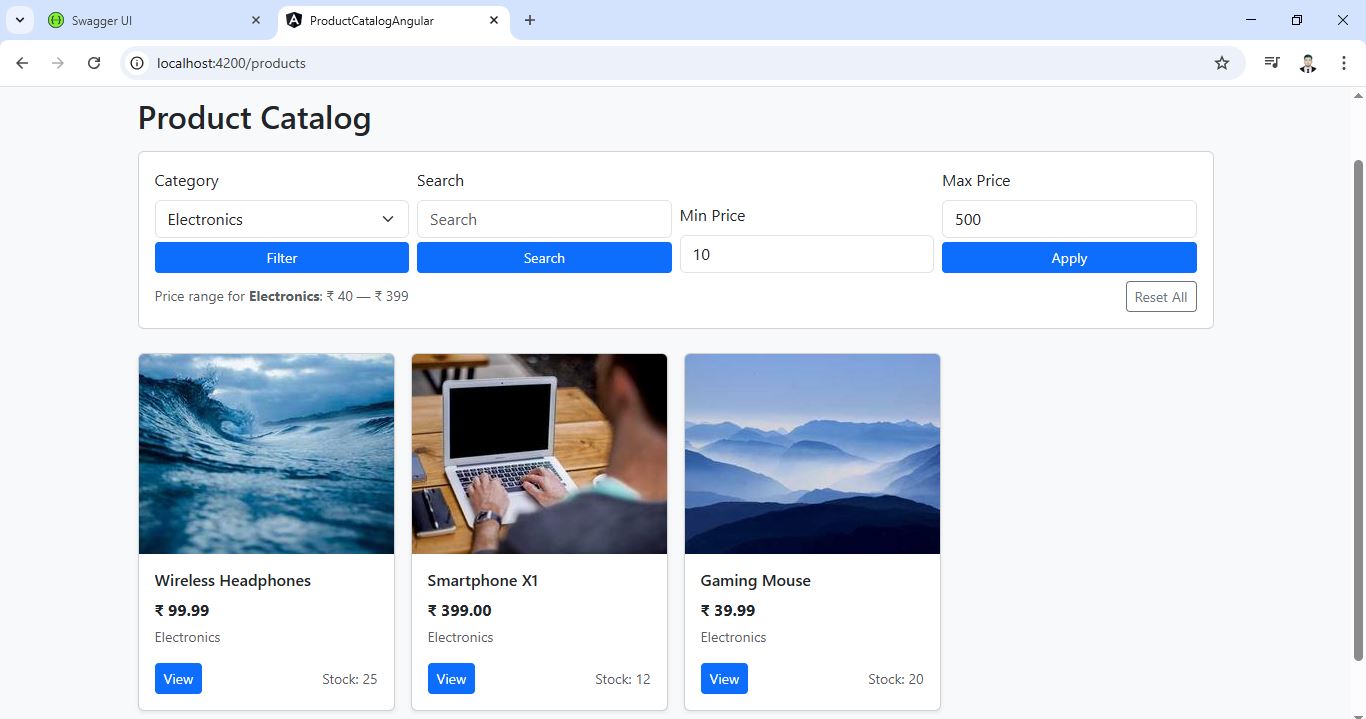 Swagger UI
ProductCatalogAngular
localhost:4200/products
Product Catalog
Category
Search
Min Price
Max Price
Electronics
Search
10
500
Filter
Search
Apply
Price range for Electronics: ₹ 40 — ₹ 399
Reset All
Wireless Headphones
₹ 99.99
Electronics
View
Stock: 25
Smartphone X1
₹ 399.00
Electronics
View
Stock: 12
Gaming Mouse
₹ 39.99
Electronics
View
Stock: 20